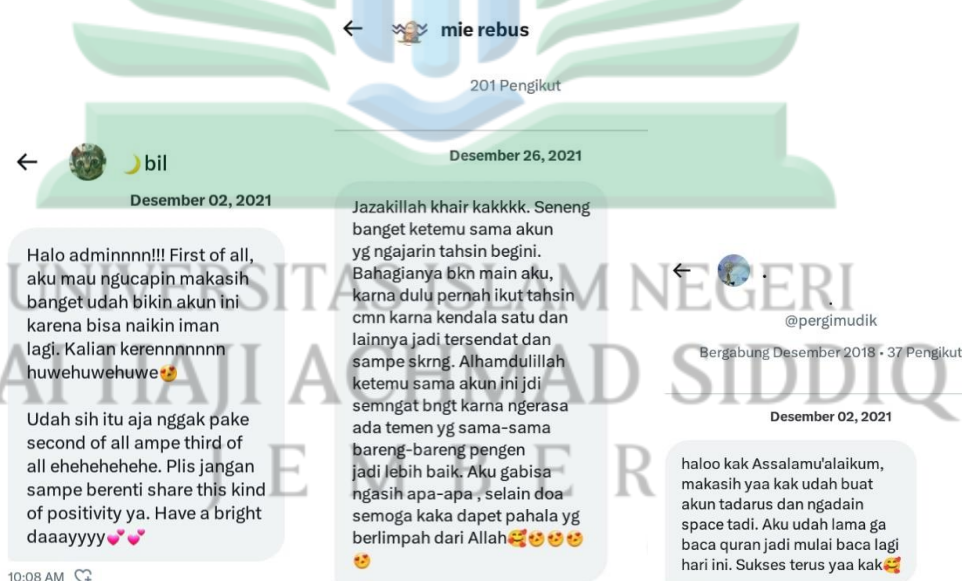 mie rebus
201 Pengikut
bil
Desember 02, 2021
Halo adminnnn!!! First of all,
aku mau ngucapin makasih
banget udah bikin akun ini
karena bisa naikin iman
lagi. Kalian kerennnnnnn
huwehuwehuwe😍
Udah sih itu aja nggak pake
second of all ampe third of
all ehehehehehe. Plis jangan
sampe berenti share this kind
of positivity ya. Have a bright
daaayyyy💕💕
10:08 AM
Desember 26, 2021
Jazakillah khair kakkkk. Seneng
banget ketemu sama akun
yg ngajarin tahsin begini.
Bahagianya bkn main aku,
karna dulu pernah ikut tahsin
cmn karna kendala satu dan
lainnya jadi tersendat dan
sampe skrng. Alhamdulillah
ketemu sama akun ini jdi
semngat bngt karna ngerasa
ada temen yg sama-sama
bareng-bareng pengen
jadi lebih baik. Aku gabisa
ngasih apa-apa , selain doa
semoga kaka dapet pahala yg
berlimpah dari Allah🥰😍😍😍
😍
@pergimudik
Bergabung Desember 2018 • 37 Pengikut
Desember 02, 2021
haloo kak Assalamu'alaikum,
makasih yaa kak udah buat
akun tadarus dan ngadain
space tadi. Aku udah lama ga
baca quran jadi mulai baca lagi
hari ini. Sukses terus yaa kak🥰
UNIVERSITAS ISLAM NEGERI
AI HAJI ACHMAD SIDDIQ
JEMBER